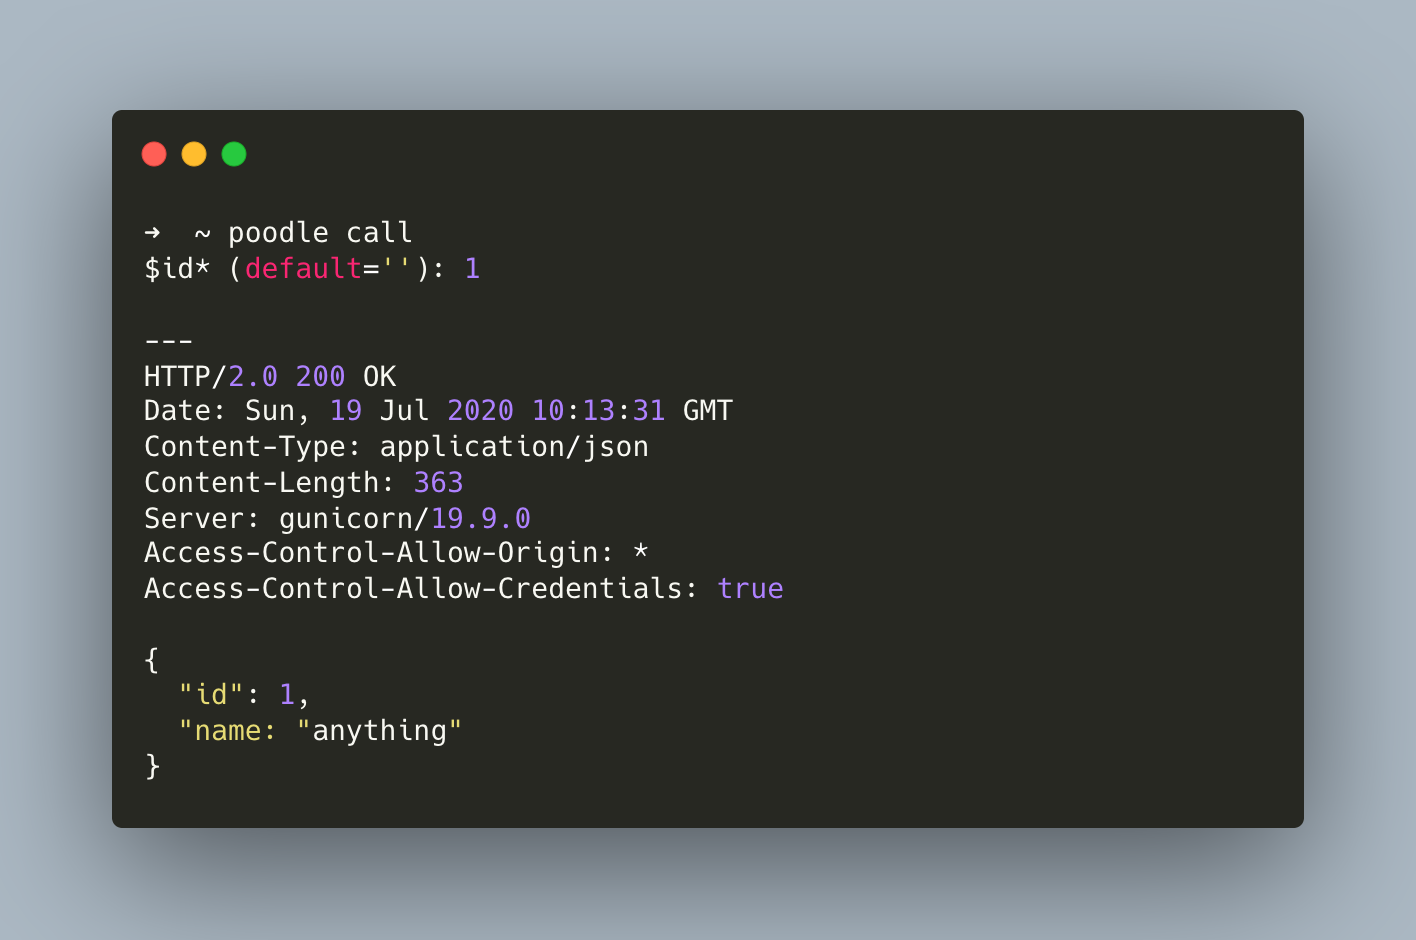 ➜  ~ poodle call
$id* (default=''): 1
---
HTTP/2.0 200 OK
Date: Sun, 19 Jul 2020 10:13:31 GMT
Content-Type: application/json
Content-Length: 363
Server: gunicorn/19.9.0
Access-Control-Allow-Origin: *
Access-Control-Allow-Credentials: true
{
  "id": 1,
  "name: "anything"
}